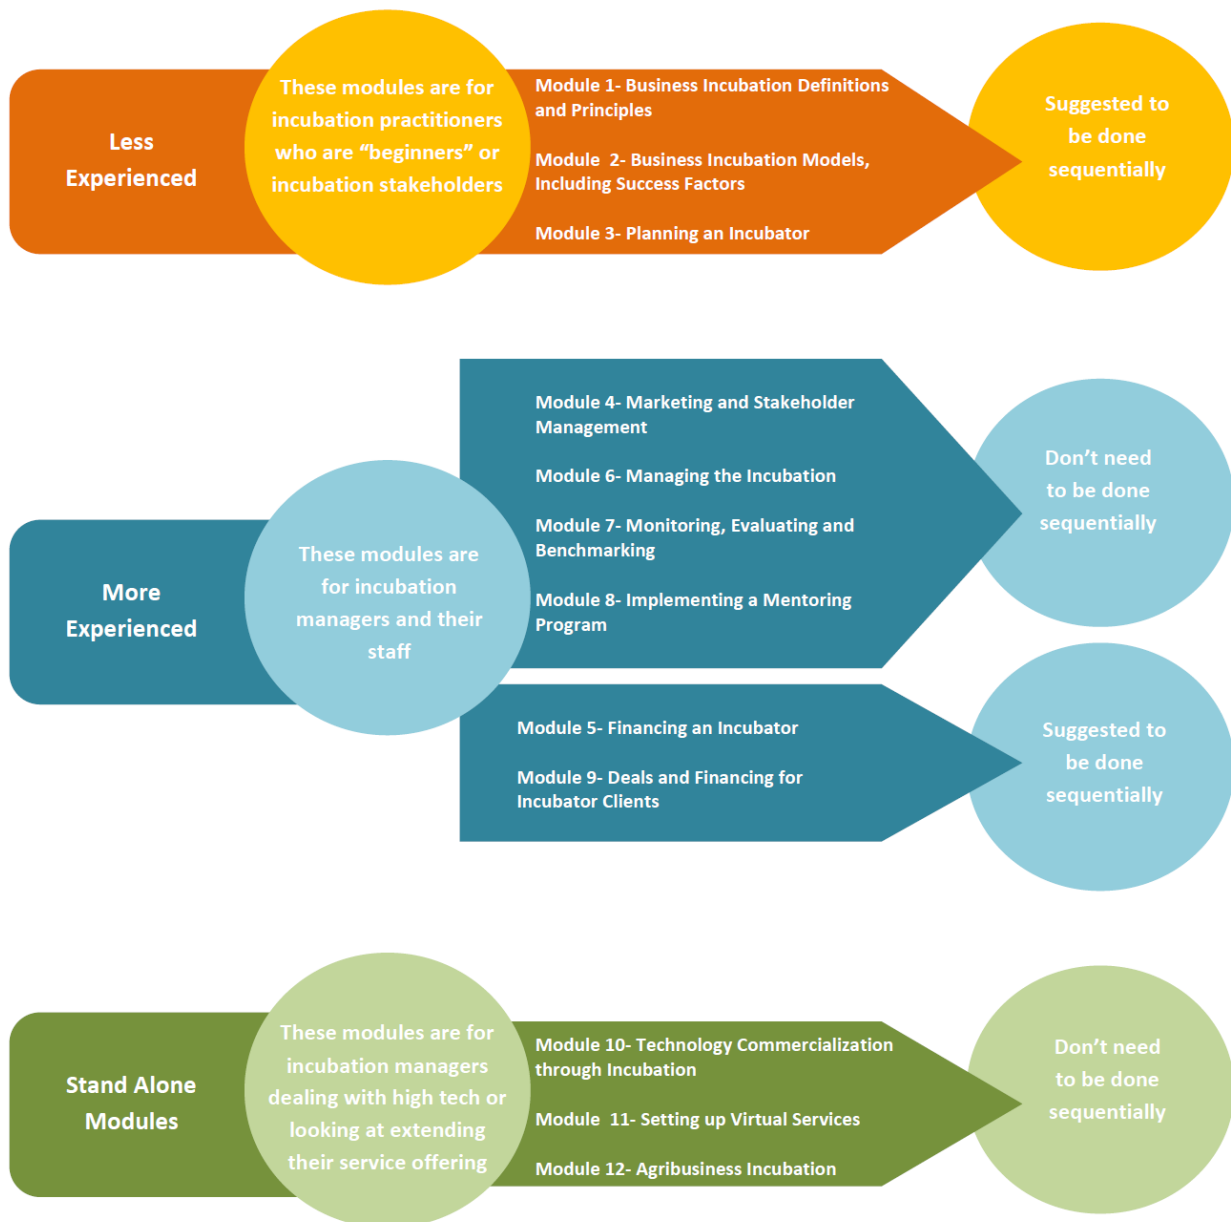 Less
Experienced
These modules are for
incubation practitioners
who are “beginners” or
incubation stakeholders
Module 1- Business Incubation Definitions
and Principles
Module  2- Business Incubation Models,
Including Success Factors
Module 3- Planning an Incubator
Suggested to
be done
sequentially
More
Experienced
These modules are
for incubation
managers and their
staff
Module 4- Marketing and Stakeholder
Management
Module 6- Managing the Incubation
Module 7- Monitoring, Evaluating and
Benchmarking
Module 8- Implementing a Mentoring
Program
Don’t need
to be done
sequentially
Module 5- Financing an Incubator
Module 9- Deals and Financing for
Incubator Clients
Suggested to
be done
sequentially
Stand Alone
Modules
These modules are for
incubation managers
dealing with high tech or
looking at extending
their service offering
Module 10- Technology Commercialization
through Incubation
Module  11- Setting up Virtual Services
Module 12- Agribusiness Incubation
Don’t need
to be done
sequentially